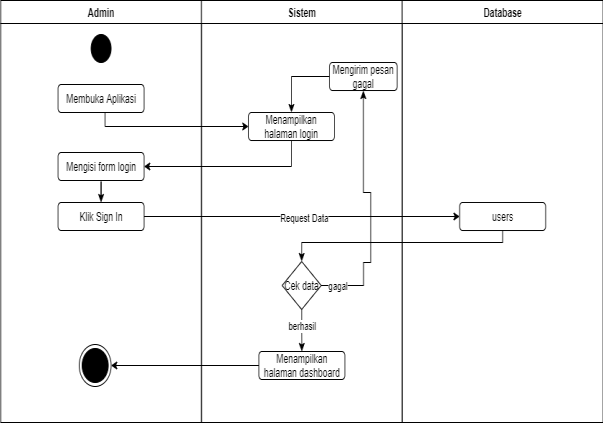 Admin
Sistem
Database
Mengirim pesan
gagal
Membuka Aplikasi
Menampilkan
halaman login
Mengisi form login
Klik Sign In
Request Data
users
Cek data
gagal
berhasil
Menampilkan
halaman dashboard